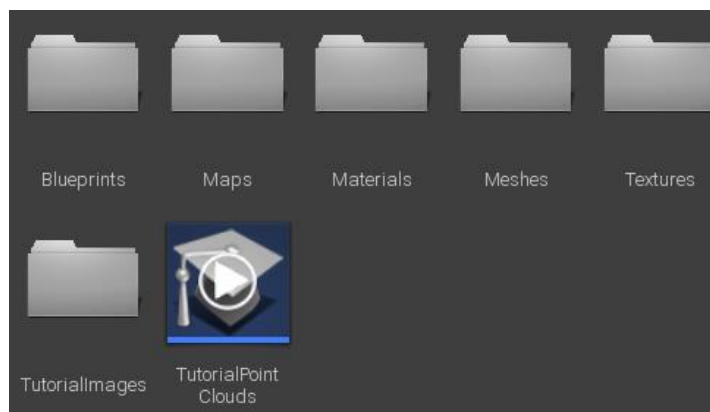 Blueprints
Maps
Materials
Meshes
Textures
TutorialImages
TutorialPoint
Clouds